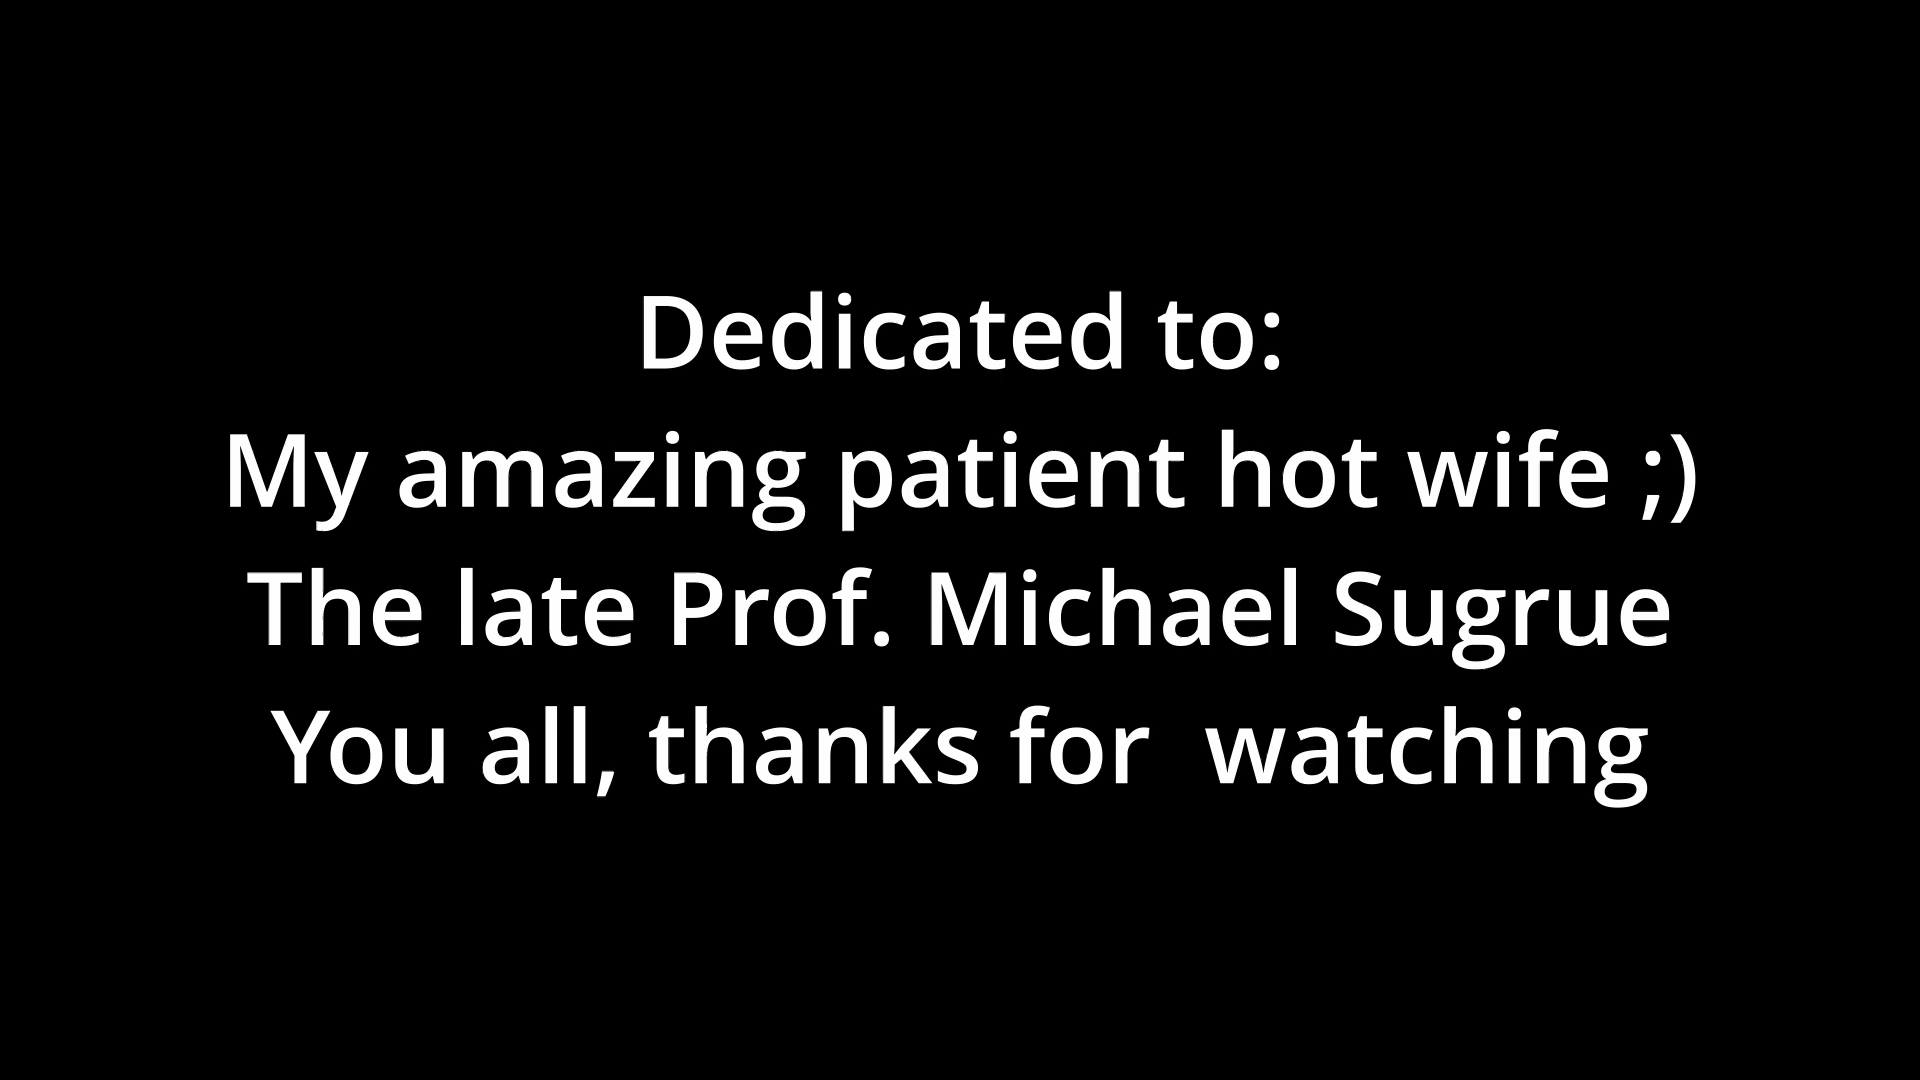 Dedicated to:
My amazing patient hot wife ;)
The late Prof. Michael Sugrue
You all, thanks for  watching